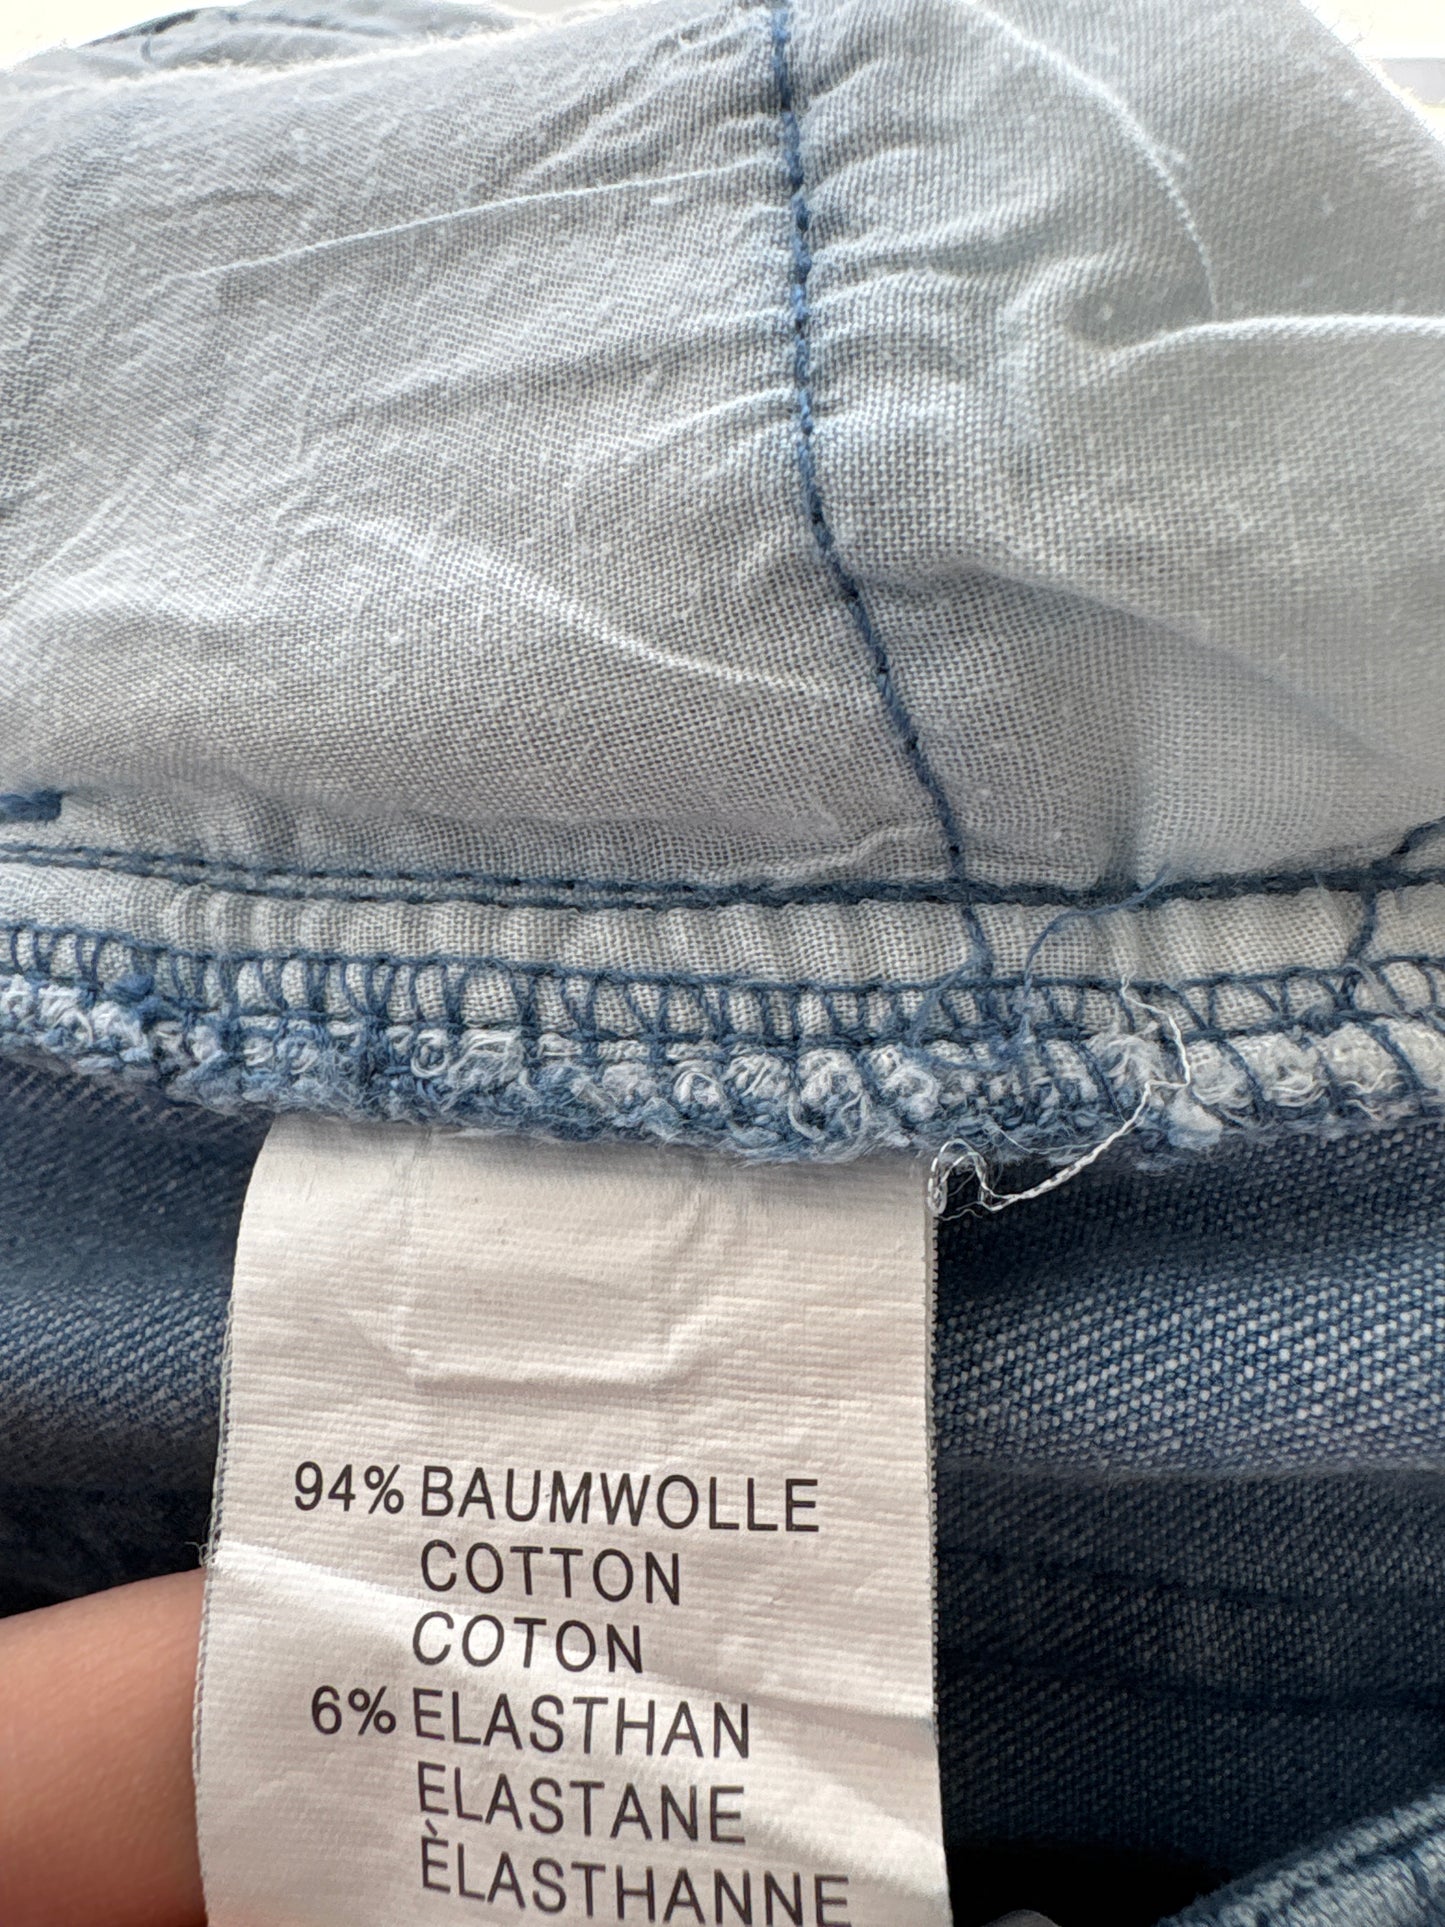 94% BAUMWOLLE
COTTON
COTON
6% ELASTHAN
ELASTANE
ÈLASTHANNE